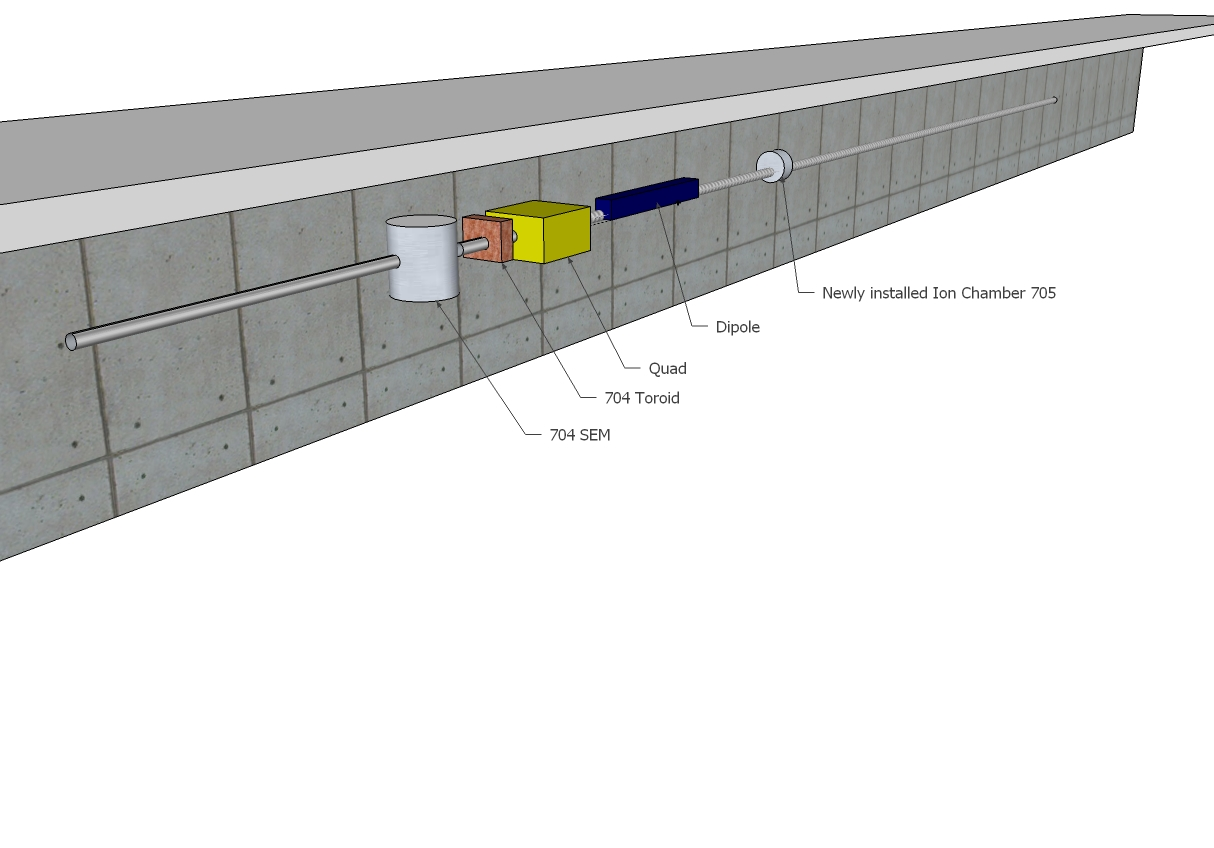 Newly installed Ion Chamber 705
Dipole
Quad
704 Toroid
704 SEM